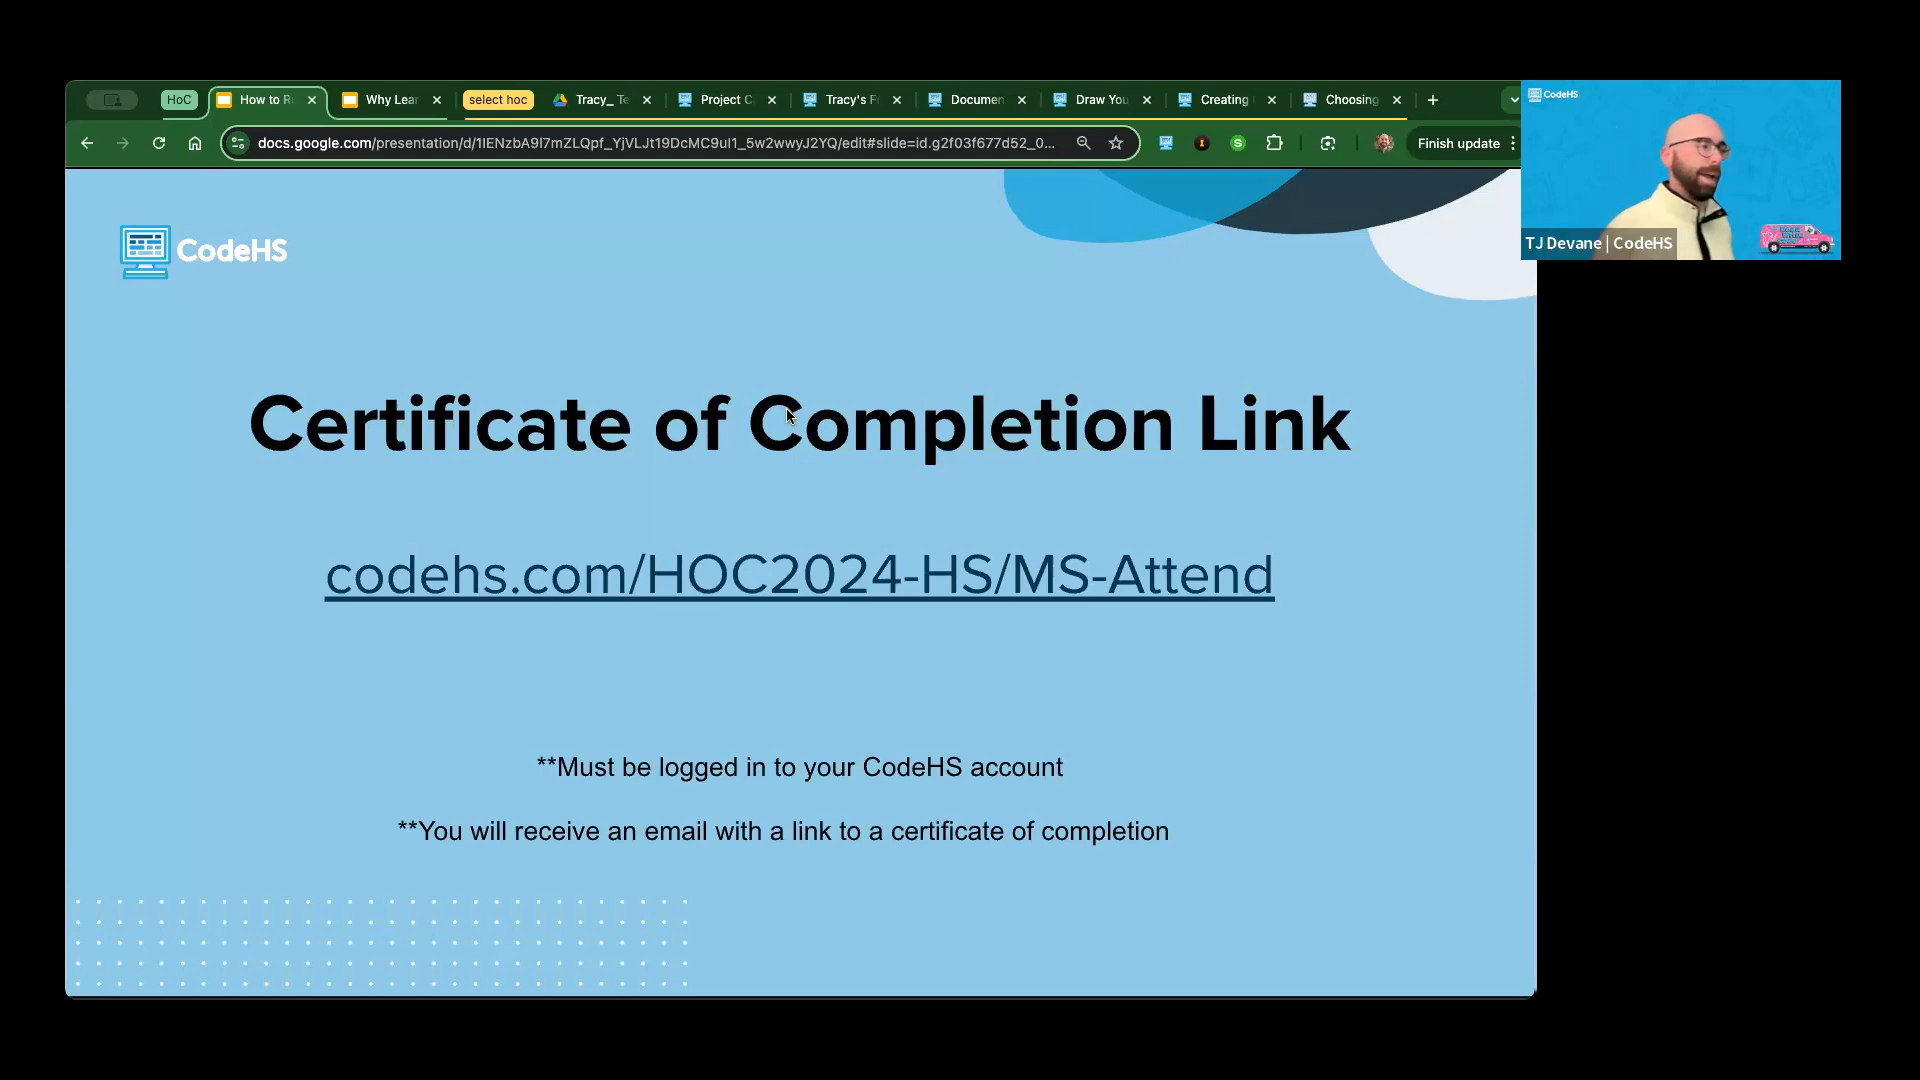 HoC
How to R
Why Lear
select hoc
Tracy_ Te
Project C
Tracy's F
Documen
Draw You
Creating
Choosing
docs.google.com/presentation/d/1IENzbA9I7mZLQpf_YjVLJt19DcMC9uI1_5w2wwyJ2YQ/edit#slide=id.g2f03f677d52_0...
Finish update
CodeHS
TJ Devane | CodeHS
CodeHS
Certificate of Completion Link
codehs.com/HOC2024-HS/MS-Attend
**Must be logged in to your CodeHS account
**You will receive an email with a link to a certificate of completion